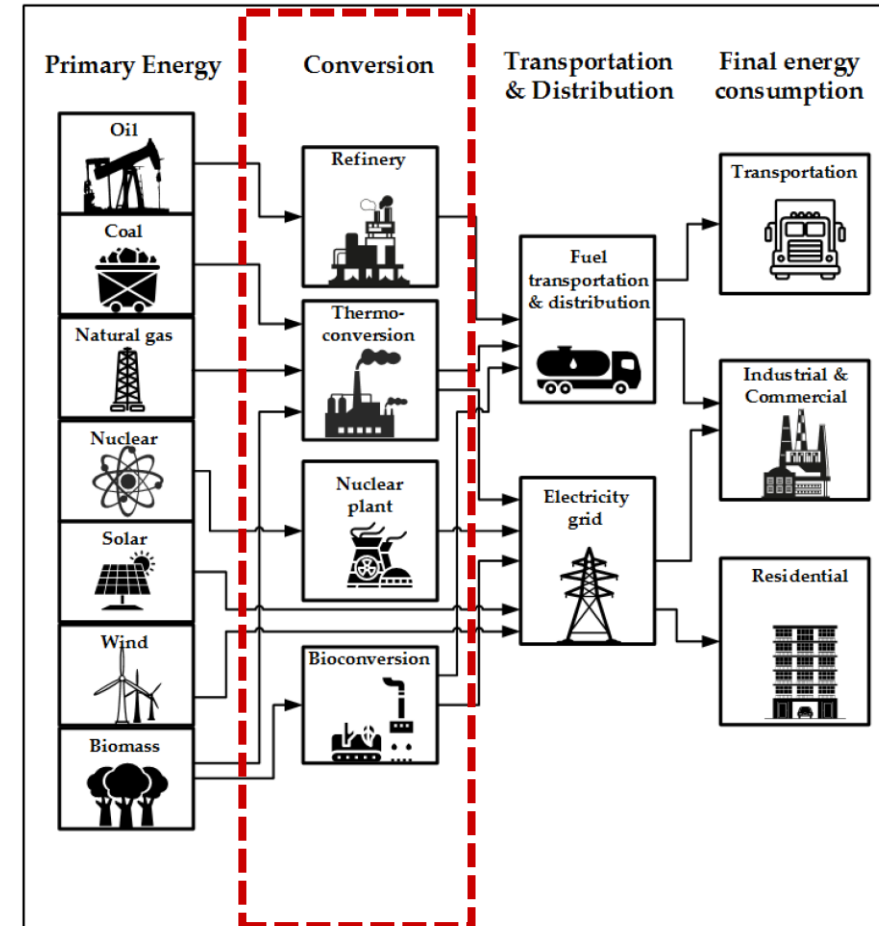 Primary Energy
Conversion
Transportation
& Distribution
Final energy
consumption
Oil
Coal
Natural gas
Nuclear
Solar
Wind
Biomass
Refinery
Thermo-
conversion
Nuclear
plant
Bioconversion
Fuel
transportation
& distribution
Electricity
grid
Transportation
Industrial &
Commercial
Residential